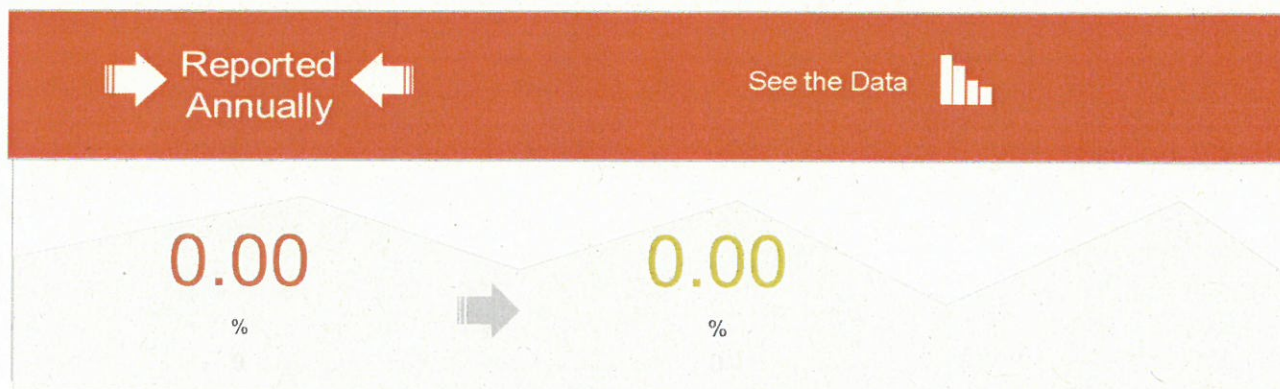 Reported
Annually
See the Data
0.00
0.00
%
%